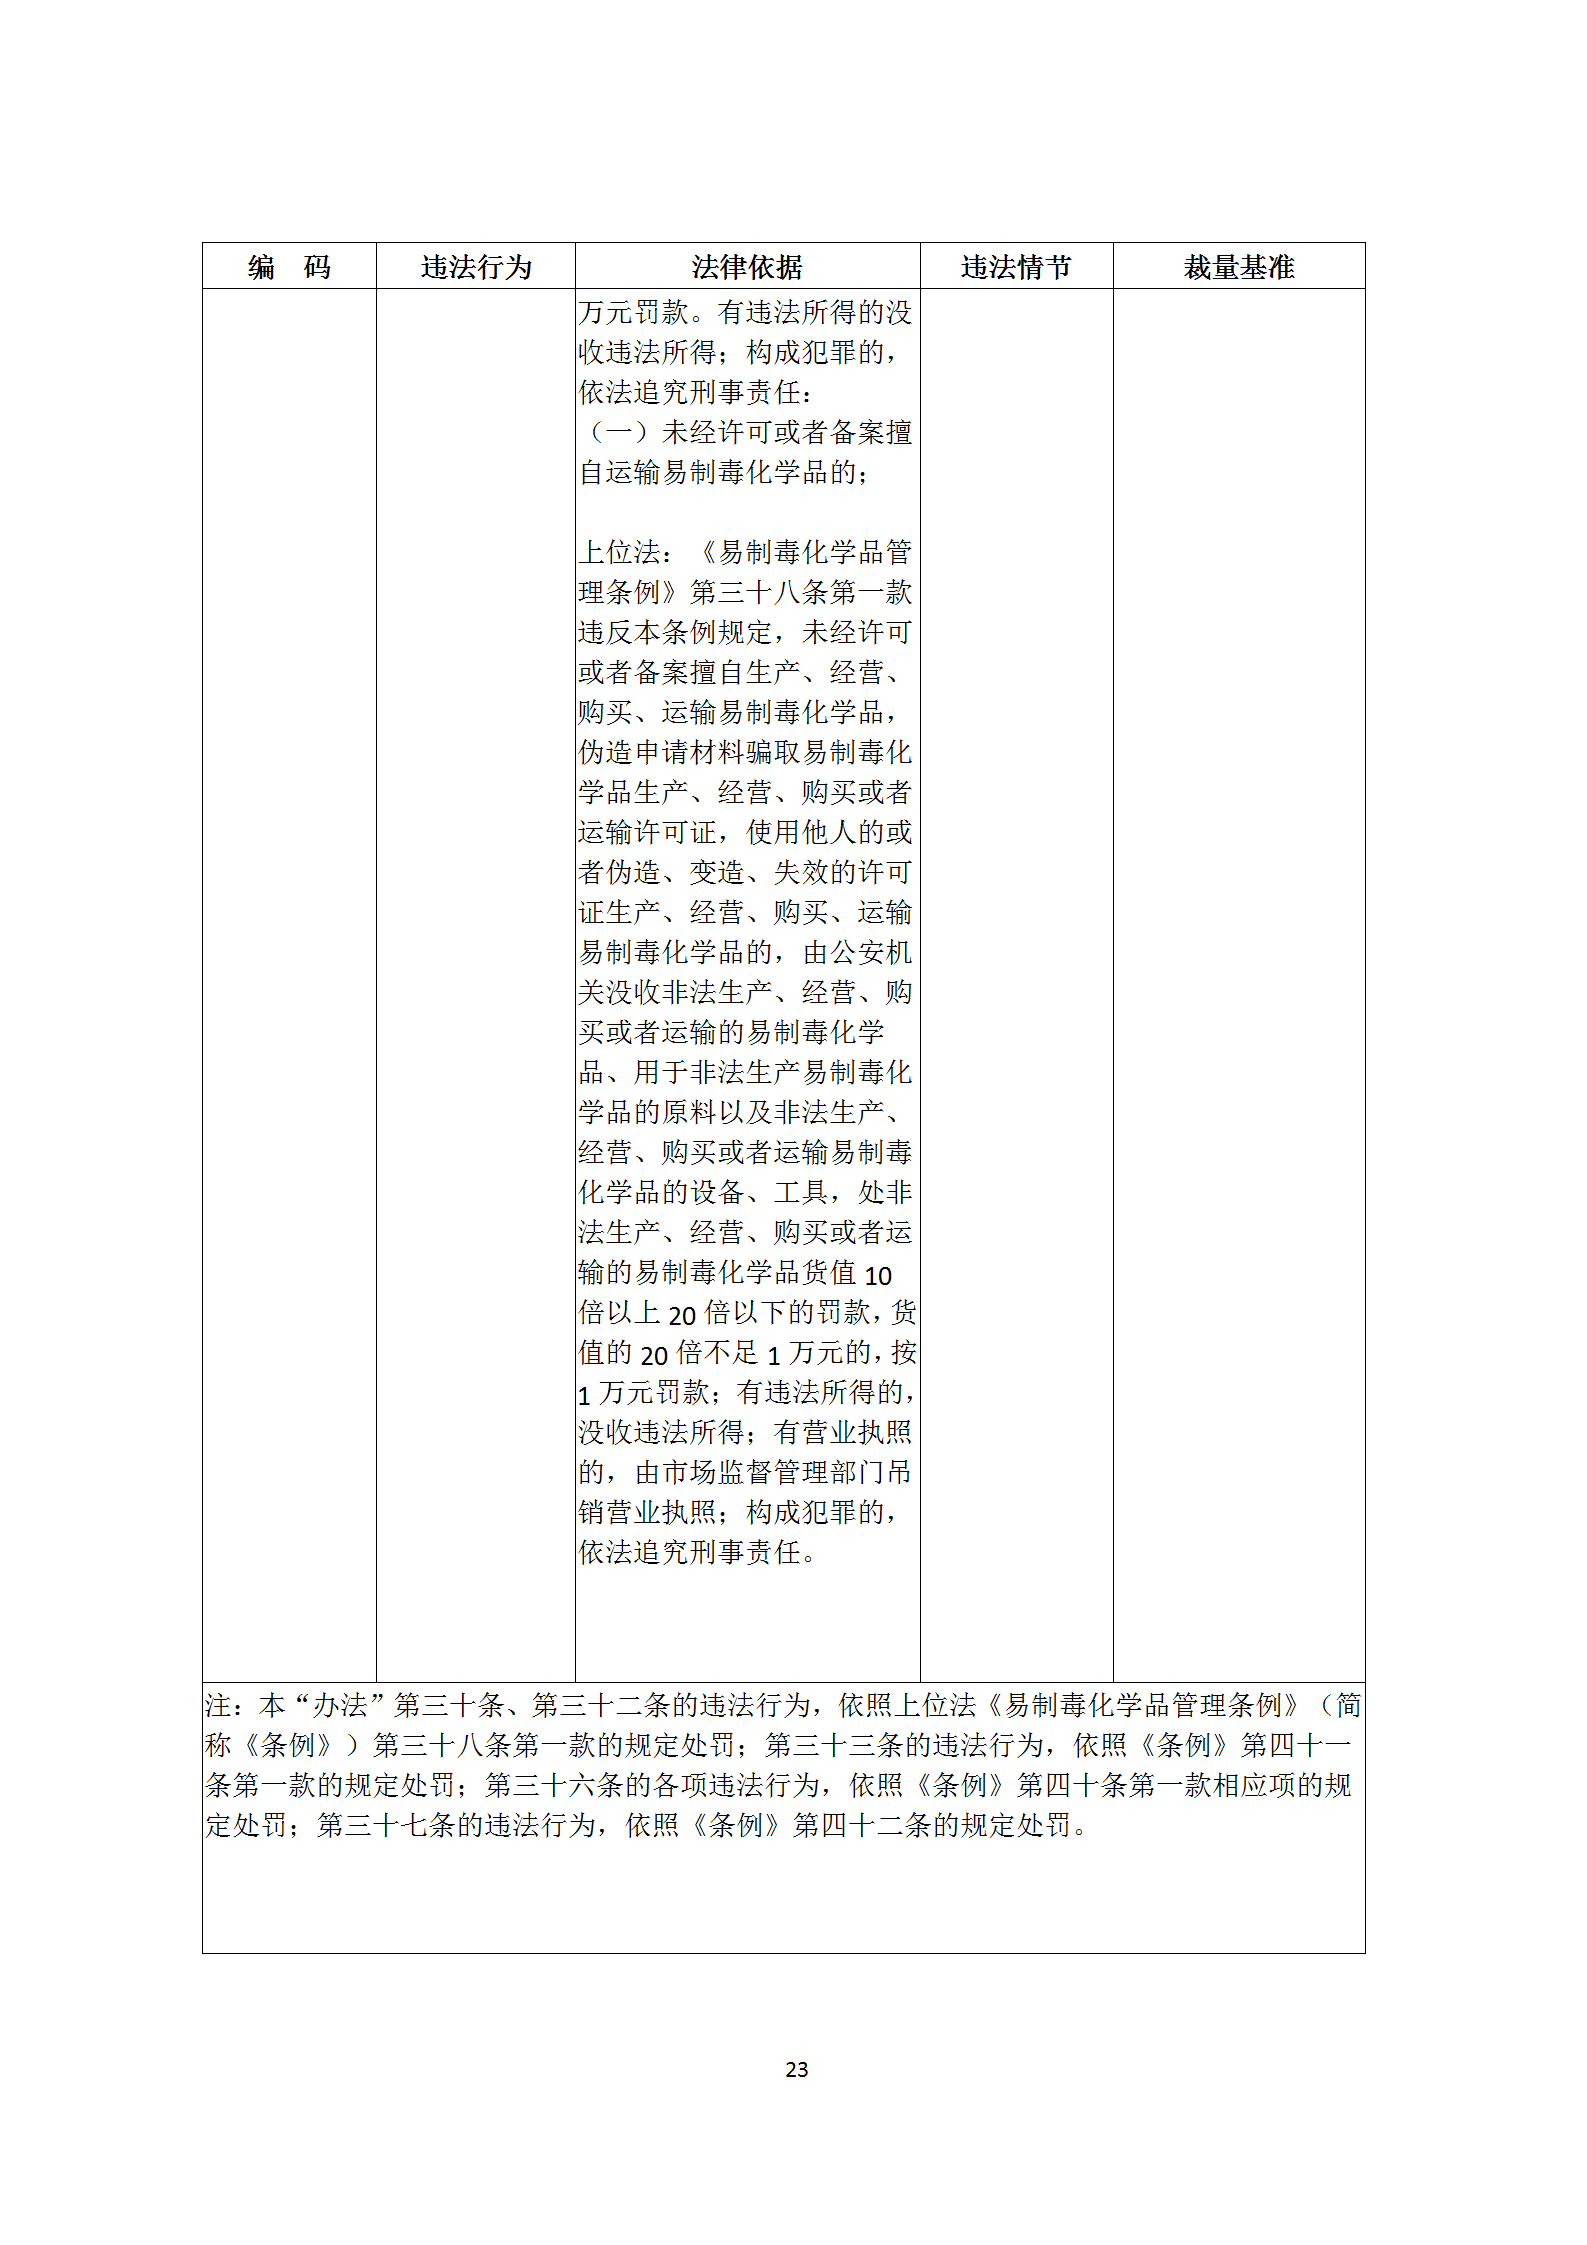 编　码 违法行为 法律依据 违法情节 裁量基准
万元罚款。有违法所得的没
收违法所得；构成犯罪的，
依法追究刑事责任：
（一）未经许可或者备案擅
自运输易制毒化学品的；
上位法：《易制毒化学品管
理条例》第三十八条第一款
违反本条例规定，未经许可
或者备案擅自生产、经营、
购买、运输易制毒化学品，
伪造申请材料骗取易制毒化
学品生产、经营、购买或者
运输许可证，使用他人的或
者伪造、变造、失效的许可
证生产、经营、购买、运输
易制毒化学品的，由公安机
关没收非法生产、经营、购
买或者运输的易制毒化学
品、用于非法生产易制毒化
学品的原料以及非法生产、
经营、购买或者运输易制毒
化学品的设备、工具，处非
法生产、经营、购买或者运
输的易制毒化学品货值 10
倍以上 20 倍以下的罚款，货
值的 20 倍不足 1 万元的，按
1 万元罚款；有违法所得的，
没收违法所得；有营业执照
的，由市场监督管理部门吊
销营业执照；构成犯罪的，
依法追究刑事责任。
注：本“办法”第三十条、第三十二条的违法行为，依照上位法《易制毒化学品管理条例》（简
称《条例》）第三十八条第一款的规定处罚；第三十三条的违法行为，依照《条例》第四十一
条第一款的规定处罚；第三十六条的各项违法行为，依照《条例》第四十条第一款相应项的规
定处罚；第三十七条的违法行为，依照《条例》第四十二条的规定处罚。
23